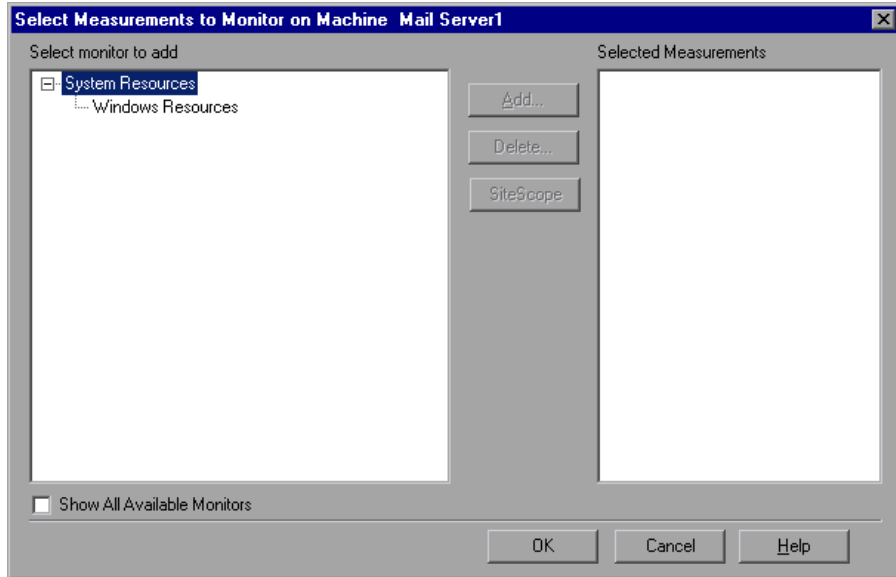 Select Measurements to Monitor on Machine  Mail Server1
Select monitor to add
Selected Measurements
System Resources
Windows Resources
Add...
Delete...
SiteScope
Show All Available Monitors
OK
Cancel
Help